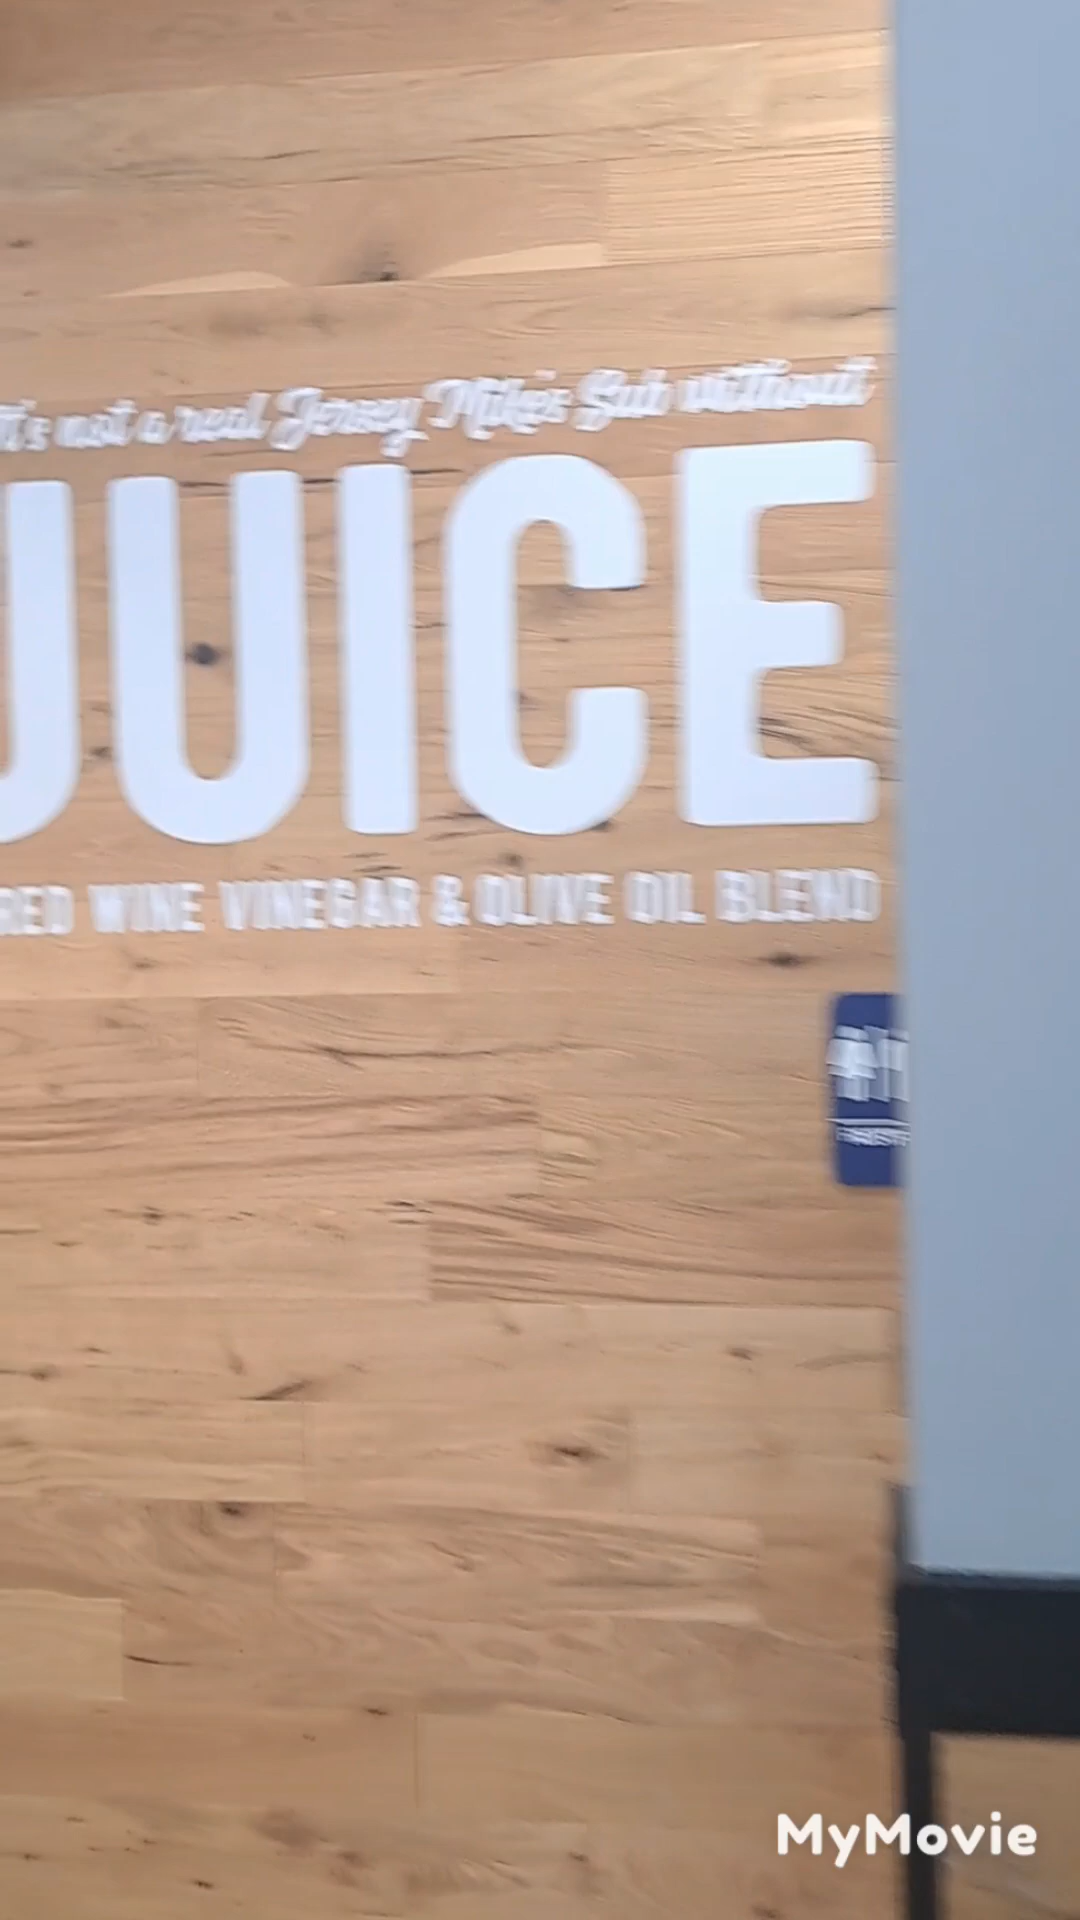 It's not a real Jersey Mike's Sub without
JUICE
RED WINE VINEGAR & OLIVE OIL BLEND
MyMovie